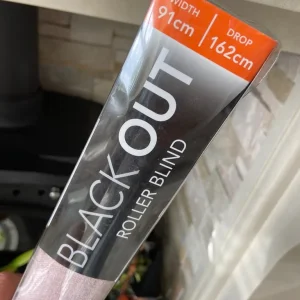 WIDTH
91cm
DROP
162cm
BLACKOUT
ROLLER BLIND